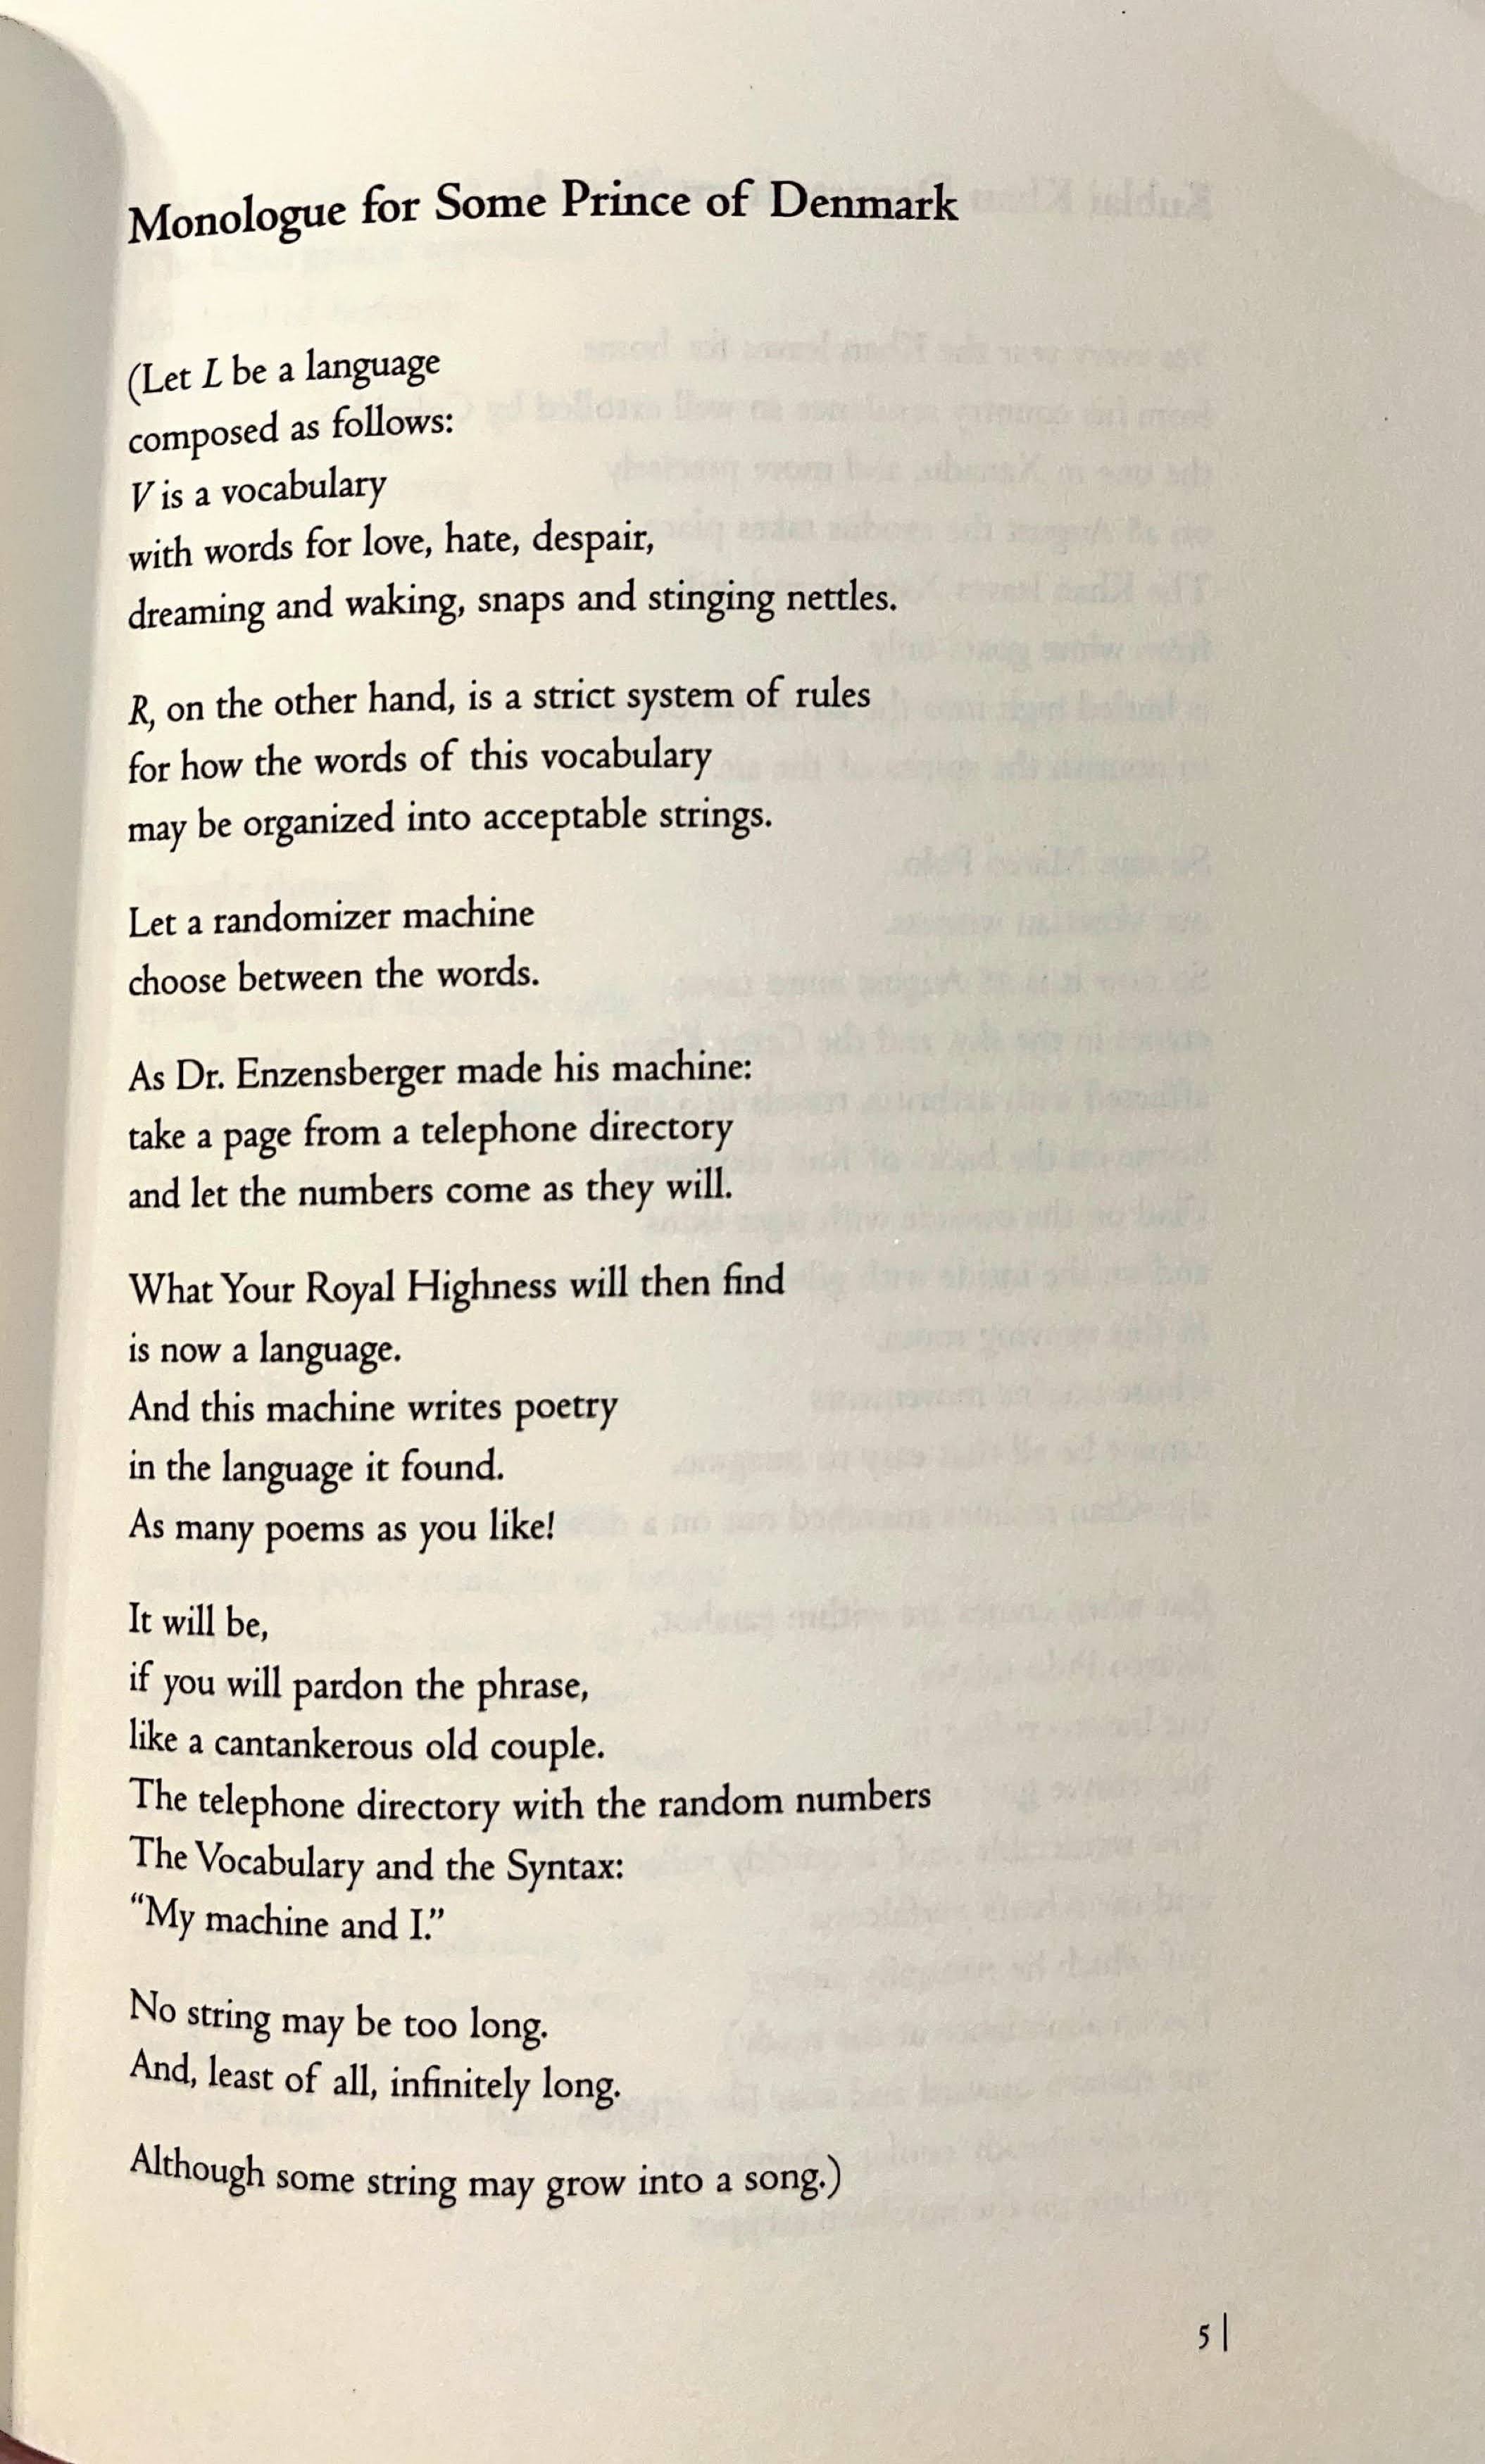 Monologue for Some Prince of Denmark
(Let L be a language
composed as follows:
V is a vocabulary
with words for love, hate, despair,
dreaming and waking, snaps and stinging nettles.
R, on the other hand, is a strict system of rules
for how the words of this vocabulary
may be organized into acceptable strings.
Let a randomizer machine
choose between the words.
As Dr. Enzensberger made his machine:
take a page from a telephone directory
and let the numbers come as they will.
What Your Royal Highness will then find
is now a language.
And this machine writes poetry
in the language it found.
As many poems as you like!
It will be,
if you will pardon the phrase,
like a cantankerous old couple.
The telephone directory with the random numbers
The Vocabulary and the Syntax:
“My machine and I.”
No string may be too long.
And, least of all, infinitely long.
Although some string may grow into a song.)
5 |